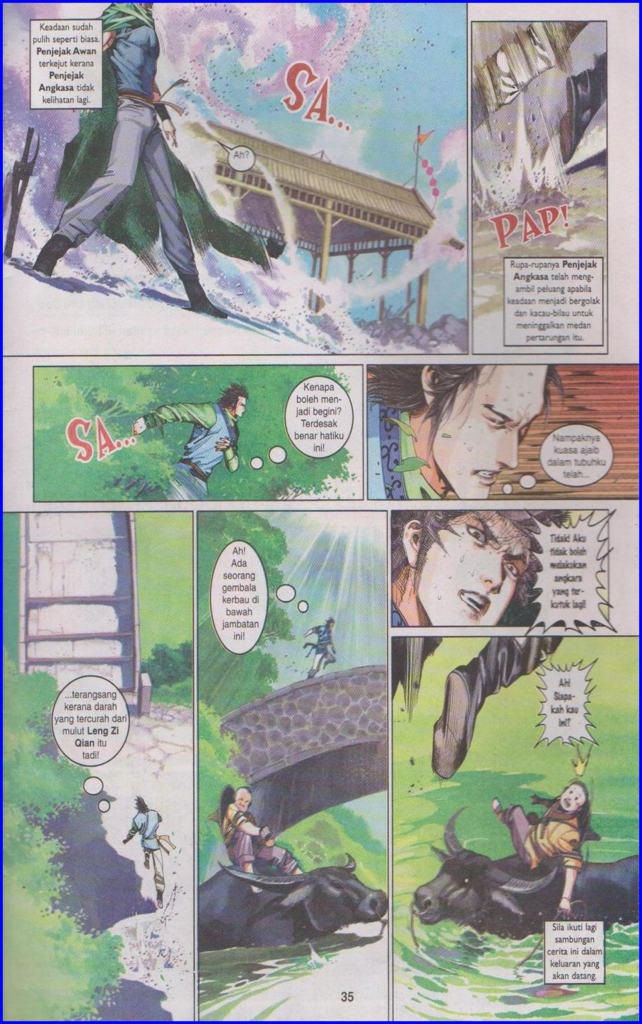 Keadaan sudah
pulih seperti biasa.
Penjejak Awan
terkejut kerana
Penjejak
Angkasa tidak
kelihatan lagi.
Ah?
SA...
PAP!
Rupa-rupanya Penjejak
Angkasa telah meng-
ambil peluang apabila
keadaan menjadi bergolak
dan kacau-bilau untuk
meninggalkan medan
pertarungan itu.
SA...
Kenapa
boleh men-
jadi begini?
Terdesak
benar hatiku
ini!
Nampaknya
kuasa ajaib
dalam tubuhku
telah...
...terangsang
kerana darah
yang tercurah dari
mulut Leng Zi
Qian itu
tadi!
Ah!
Ada
seorang
gembala
kerbau di
bawah
jambatan
ini!
Tidak! Aku
tidak boleh
melakukan
angkara
yang ter-
kutuk lagi!
Ah!
Siapa-
kah kau
ini?
Sila ikuti lagi
sambungan
cerita ini dalam
keluaran yang
akan datang.
35